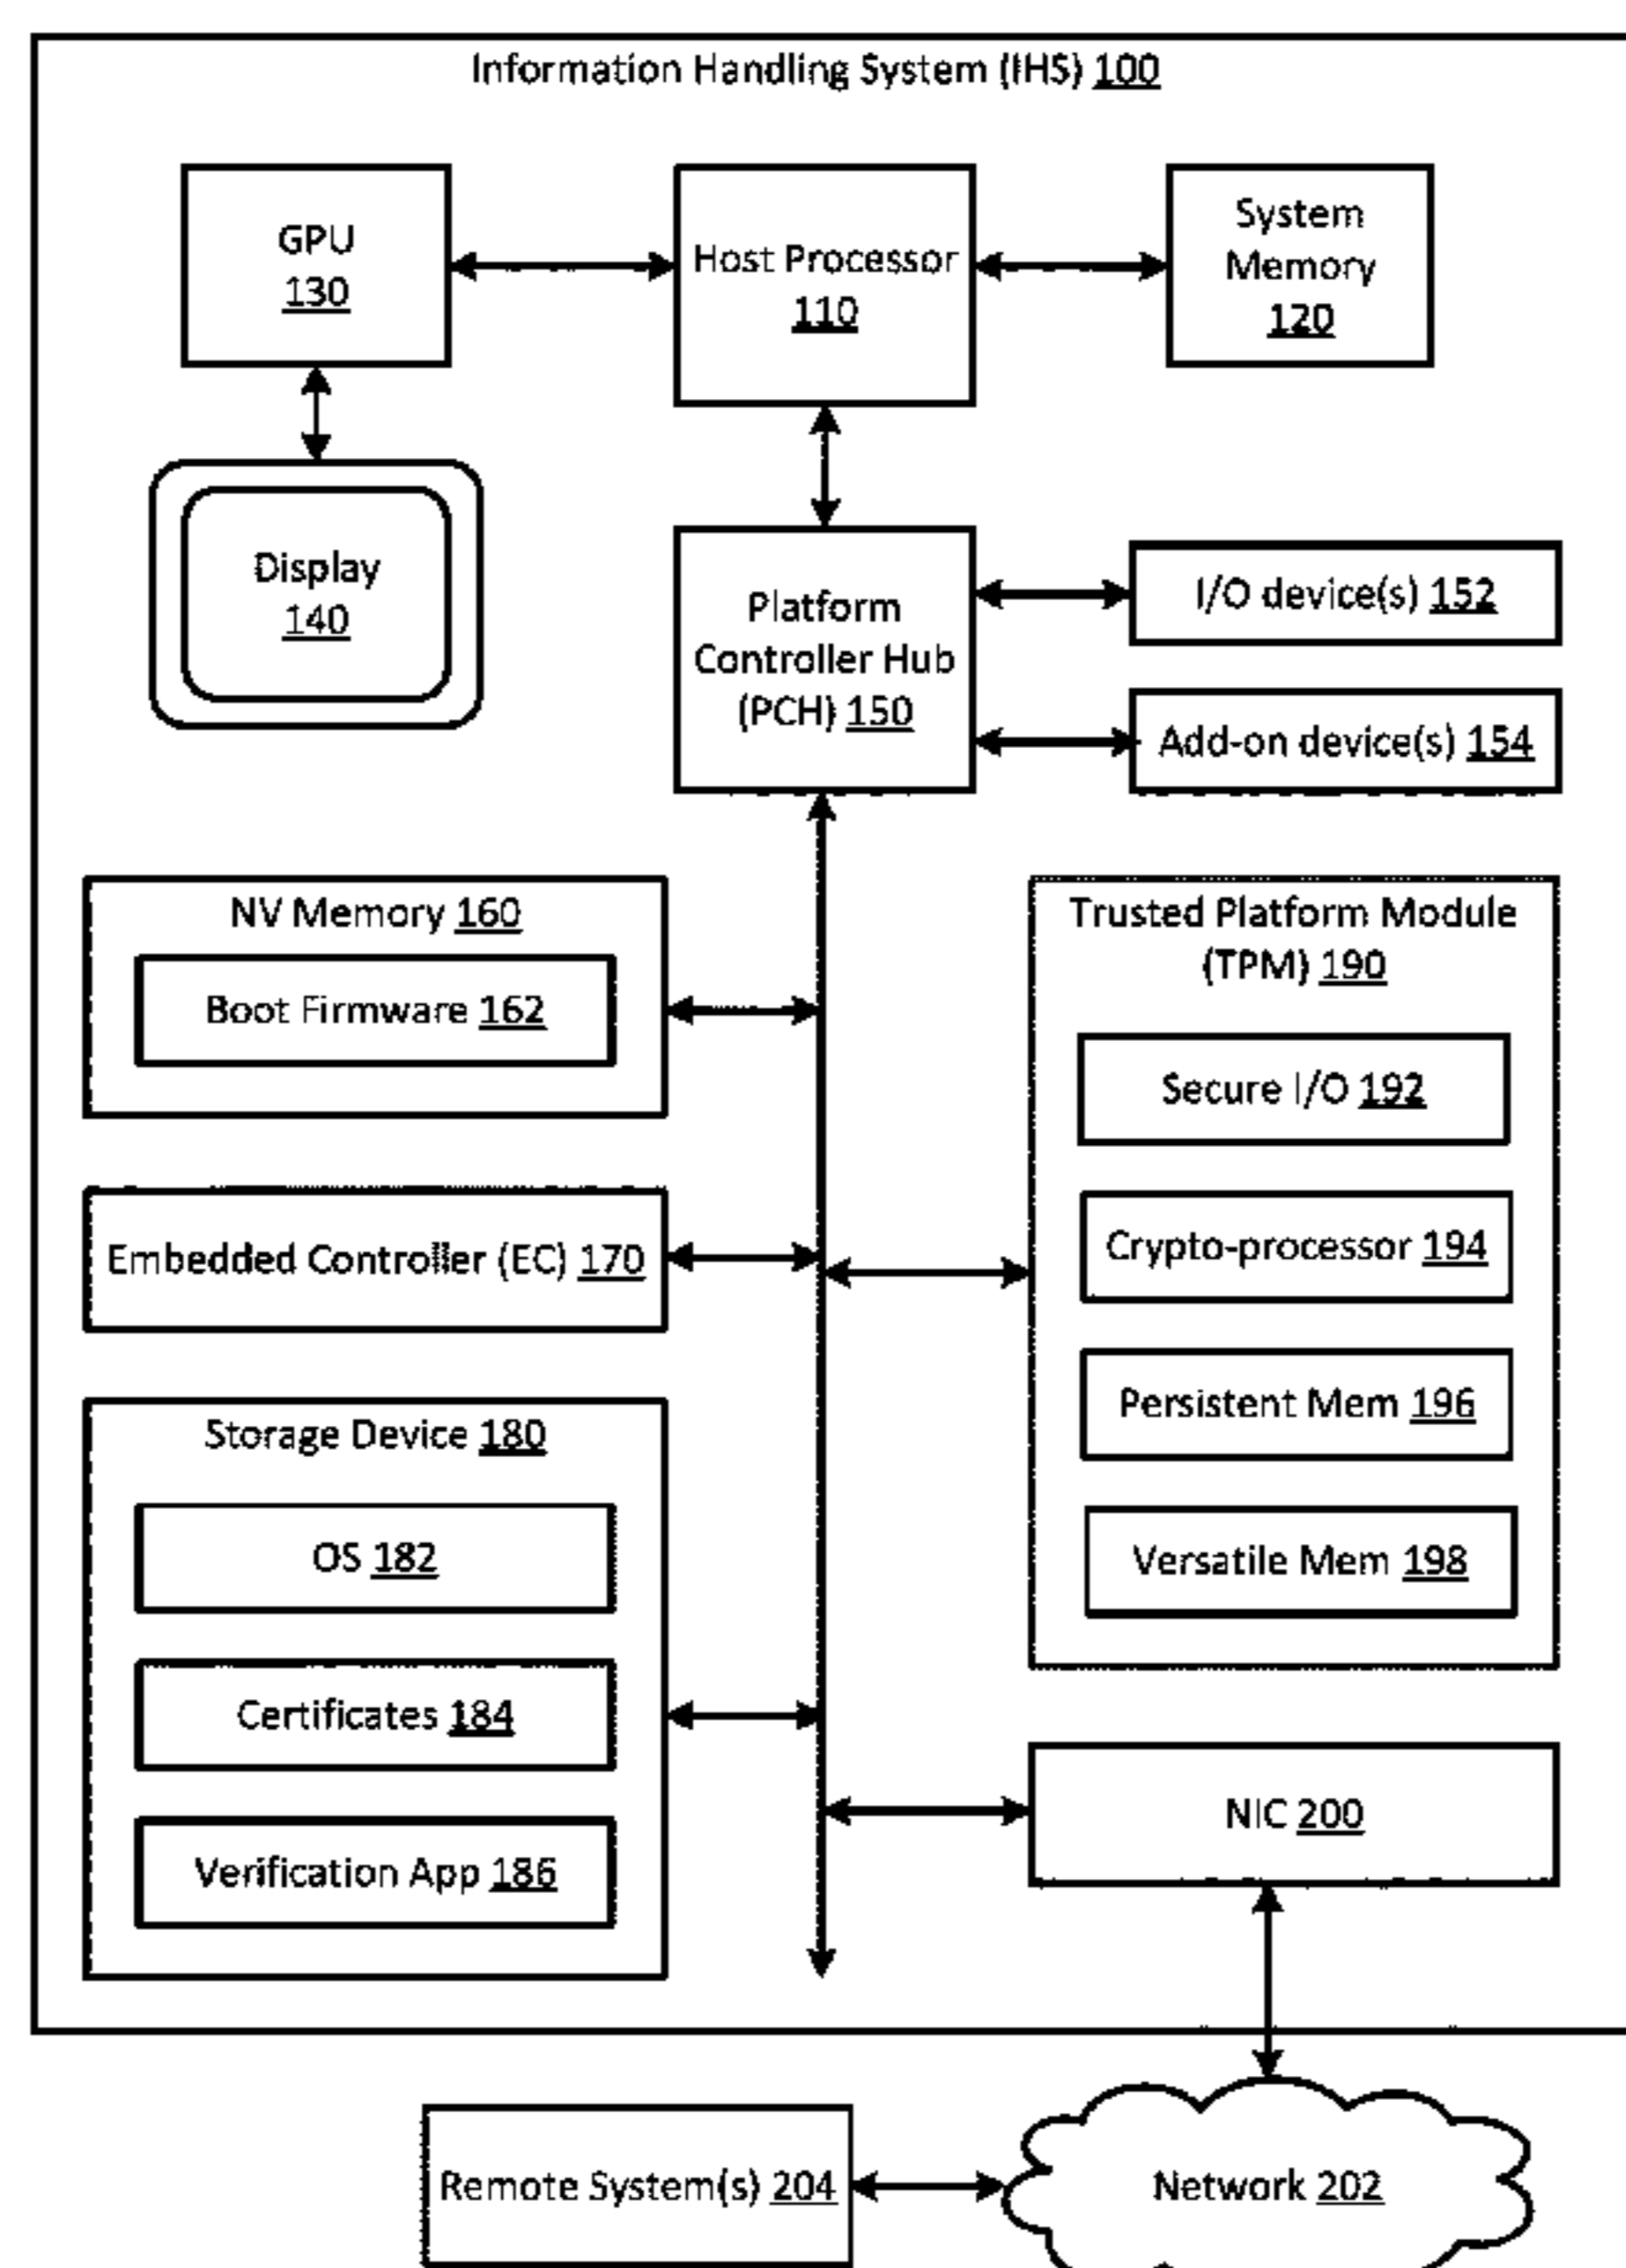 Information Handling System (IHS) 100
GPU
130
Host Processor
110
System
Memory
120
Display
140
Platform
Controller Hub
(PCH) 150
I/O device(s) 152
Add-on device(s) 154
NV Memory 160
Boot Firmware 162
Embedded Controller (EC) 170
Storage Device 180
OS 182
Certificates 184
Verification App 186
Trusted Platform Module
(TPM) 190
Secure I/O 192
Crypto-processor 194
Persistent Mem 196
Versatile Mem 198
NIC 200
Remote System(s) 204
Network 202